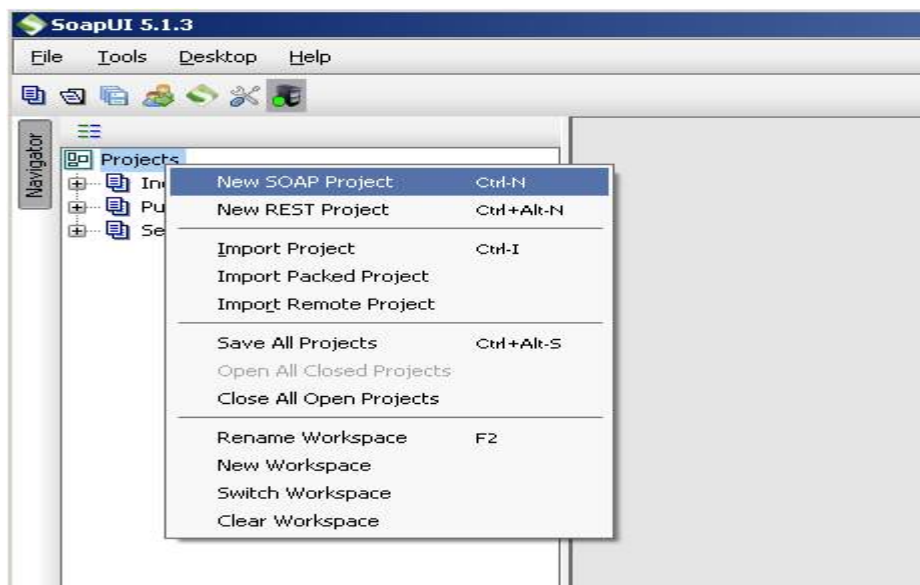 SoapUI 5.1.3
File Tools Desktop Help
Navigator
Projects
New SOAP Project Ctrl-N
New REST Project Ctrl+Alt-N
Import Project Ctrl-I
Import Packed Project
Import Remote Project
Save All Projects Ctrl+Alt-S
Open All Closed Projects
Close All Open Projects
Rename Workspace F2
New Workspace
Switch Workspace
Clear Workspace